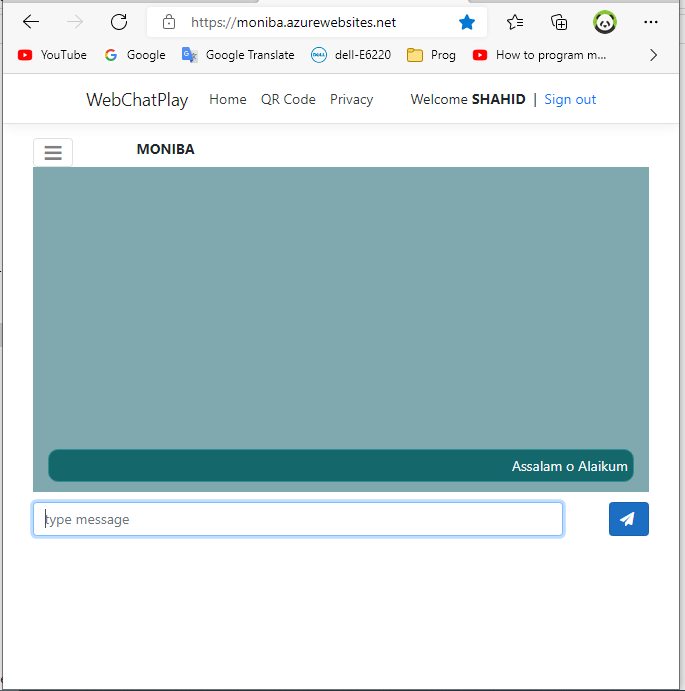 https://moniba.azurewebsites.net
YouTube Google Google Translate DELL dell-E6220 Prog How to program m...
WebChatPlay Home QR Code Privacy Welcome SHAHID | Sign out
MONIBA
Assalam o Alaikum
type message